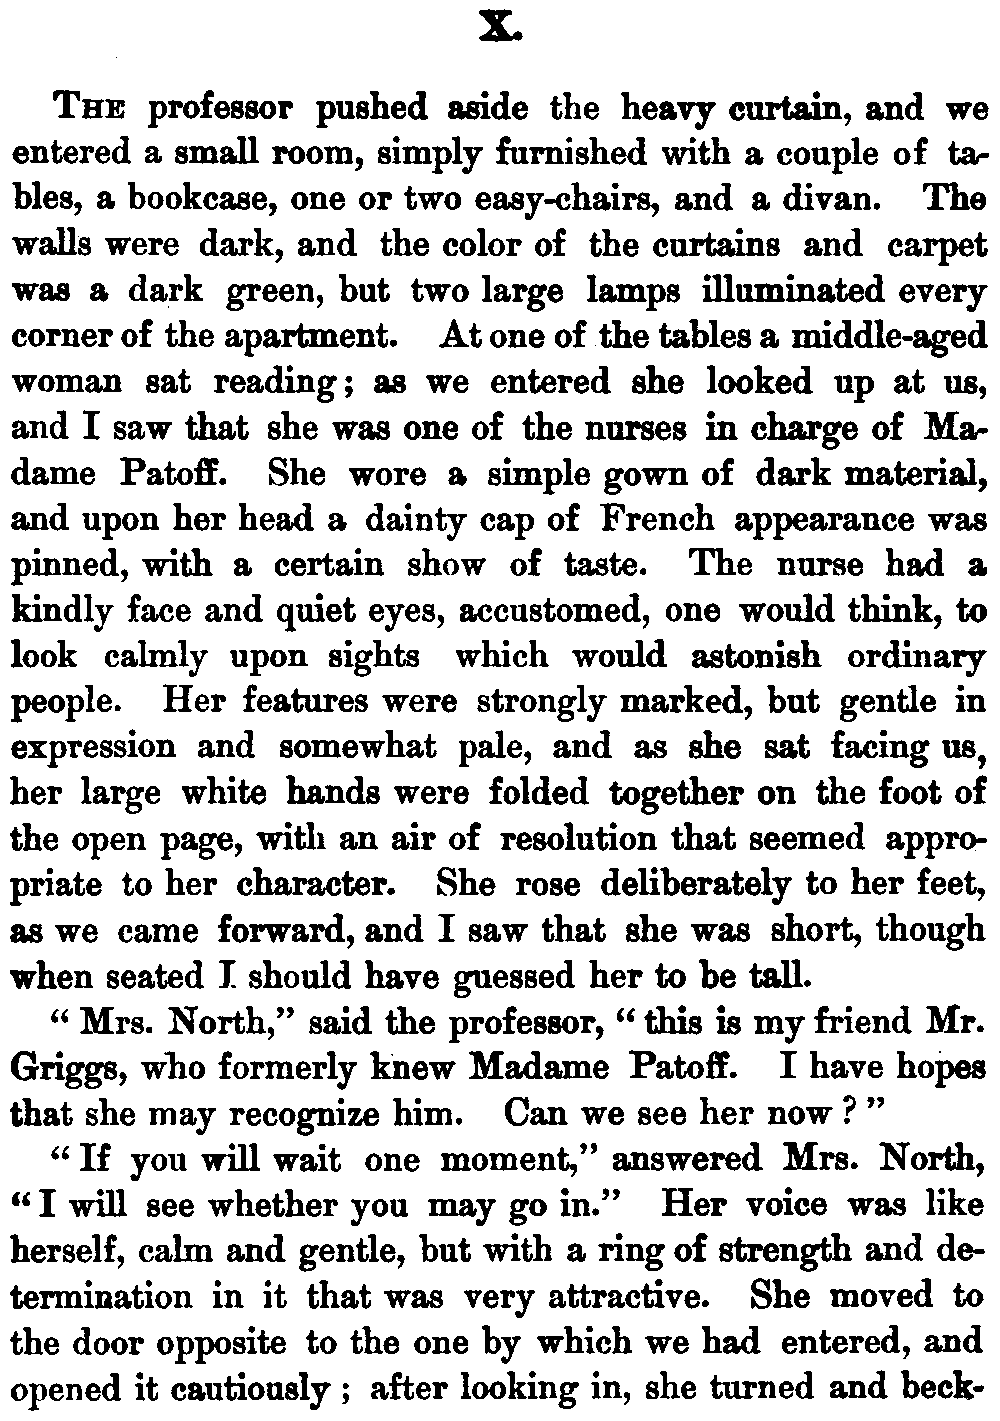 X.
THE professor pushed aside the heavy curtain, and we
entered a small room, simply furnished with a couple of ta-
bles, a bookcase, one or two easy-chairs, and a divan. The
walls were dark, and the color of the curtains and carpet
was a dark green, but two large lamps illuminated every
corner of the apartment. At one of the tables a middle-aged
woman sat reading; as we entered she looked up at us,
and I saw that she was one of the nurses in charge of Ma-
dame Patoff. She wore a simple gown of dark material,
and upon her head a dainty cap of French appearance was
pinned, with a certain show of taste. The nurse had a
kindly face and quiet eyes, accustomed, one would think, to
look calmly upon sights which would astonish ordinary
people. Her features were strongly marked, but gentle in
expression and somewhat pale, and as she sat facing us,
her large white hands were folded together on the foot of
the open page, with an air of resolution that seemed appro-
priate to her character. She rose deliberately to her feet,
as we came forward, and I saw that she was short, though
when seated I should have guessed her to be tall.
"Mrs. North," said the professor, "this is my friend Mr.
Griggs, who formerly knew Madame Patoff. I have hopes
that she may recognize him. Can we see her now?"
"If you will wait one moment," answered Mrs. North,
"I will see whether you may go in." Her voice was like
herself, calm and gentle, but with a ring of strength and de-
termination in it that was very attractive. She moved to
the door opposite to the one by which we had entered, and
opened it cautiously; after looking in, she turned and beck-